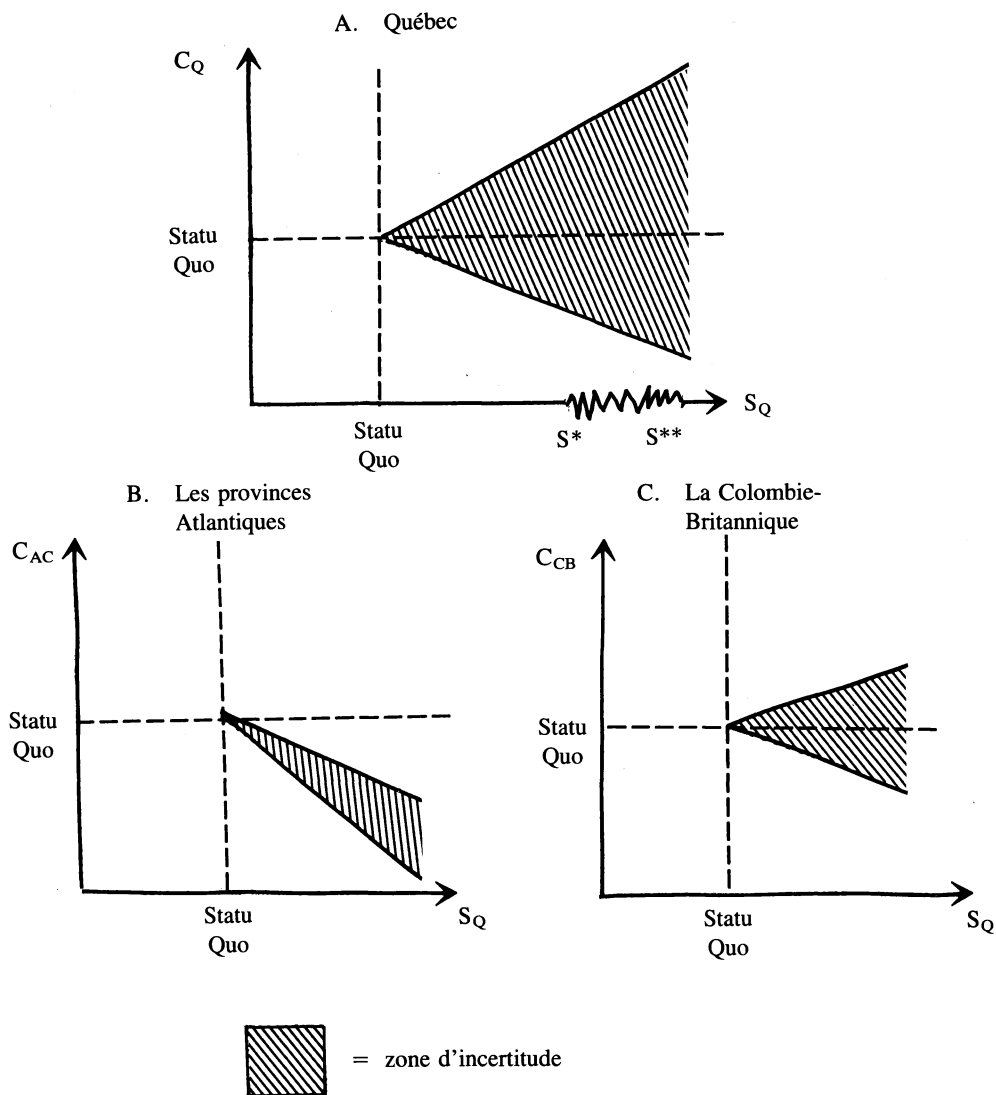 A. Québec
C_Q
Statu
Quo
S_Q
S* S**
Statu
Quo
B. Les provinces
Atlantiques
C_AC
Statu
Quo
Statu
Quo
S_Q
C. La Colombie-
Britannique
C_CB
Statu
Quo
Statu
Quo
S_Q
= zone d'incertitude